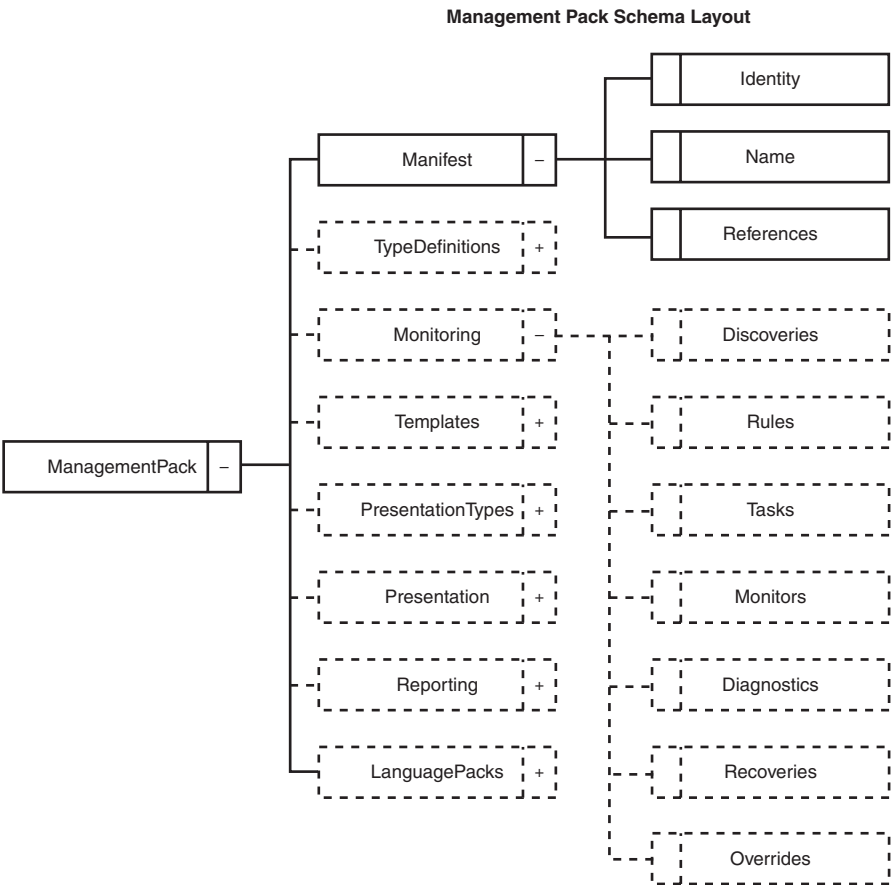 Management Pack Schema Layout
Identity
Manifest –
Name
References
TypeDefinitions +
Monitoring –
Discoveries
Templates +
Rules
ManagementPack –
PresentationTypes +
Tasks
Presentation +
Monitors
Reporting +
Diagnostics
LanguagePacks +
Recoveries
Overrides